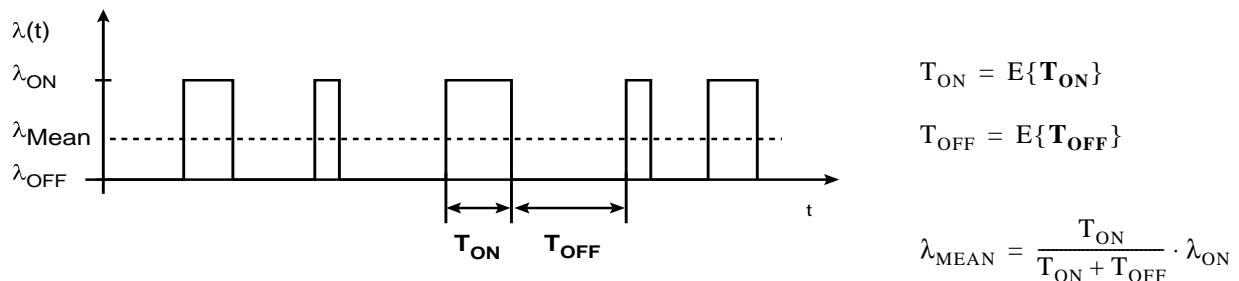 λ(t)
λON
λMean
λOFF
t
TON
TOFF
TON = E{TON}
TOFF = E{TOFF}
λMEAN = TON / (TON + TOFF) · λON